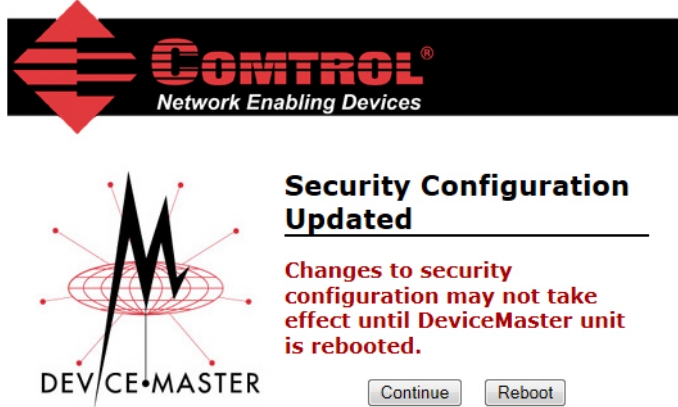 COMTROL®
Network Enabling Devices
Security Configuration
Updated
Changes to security
configuration may not take
effect until DeviceMaster unit
is rebooted.
DEVICE•MASTER
Continue Reboot